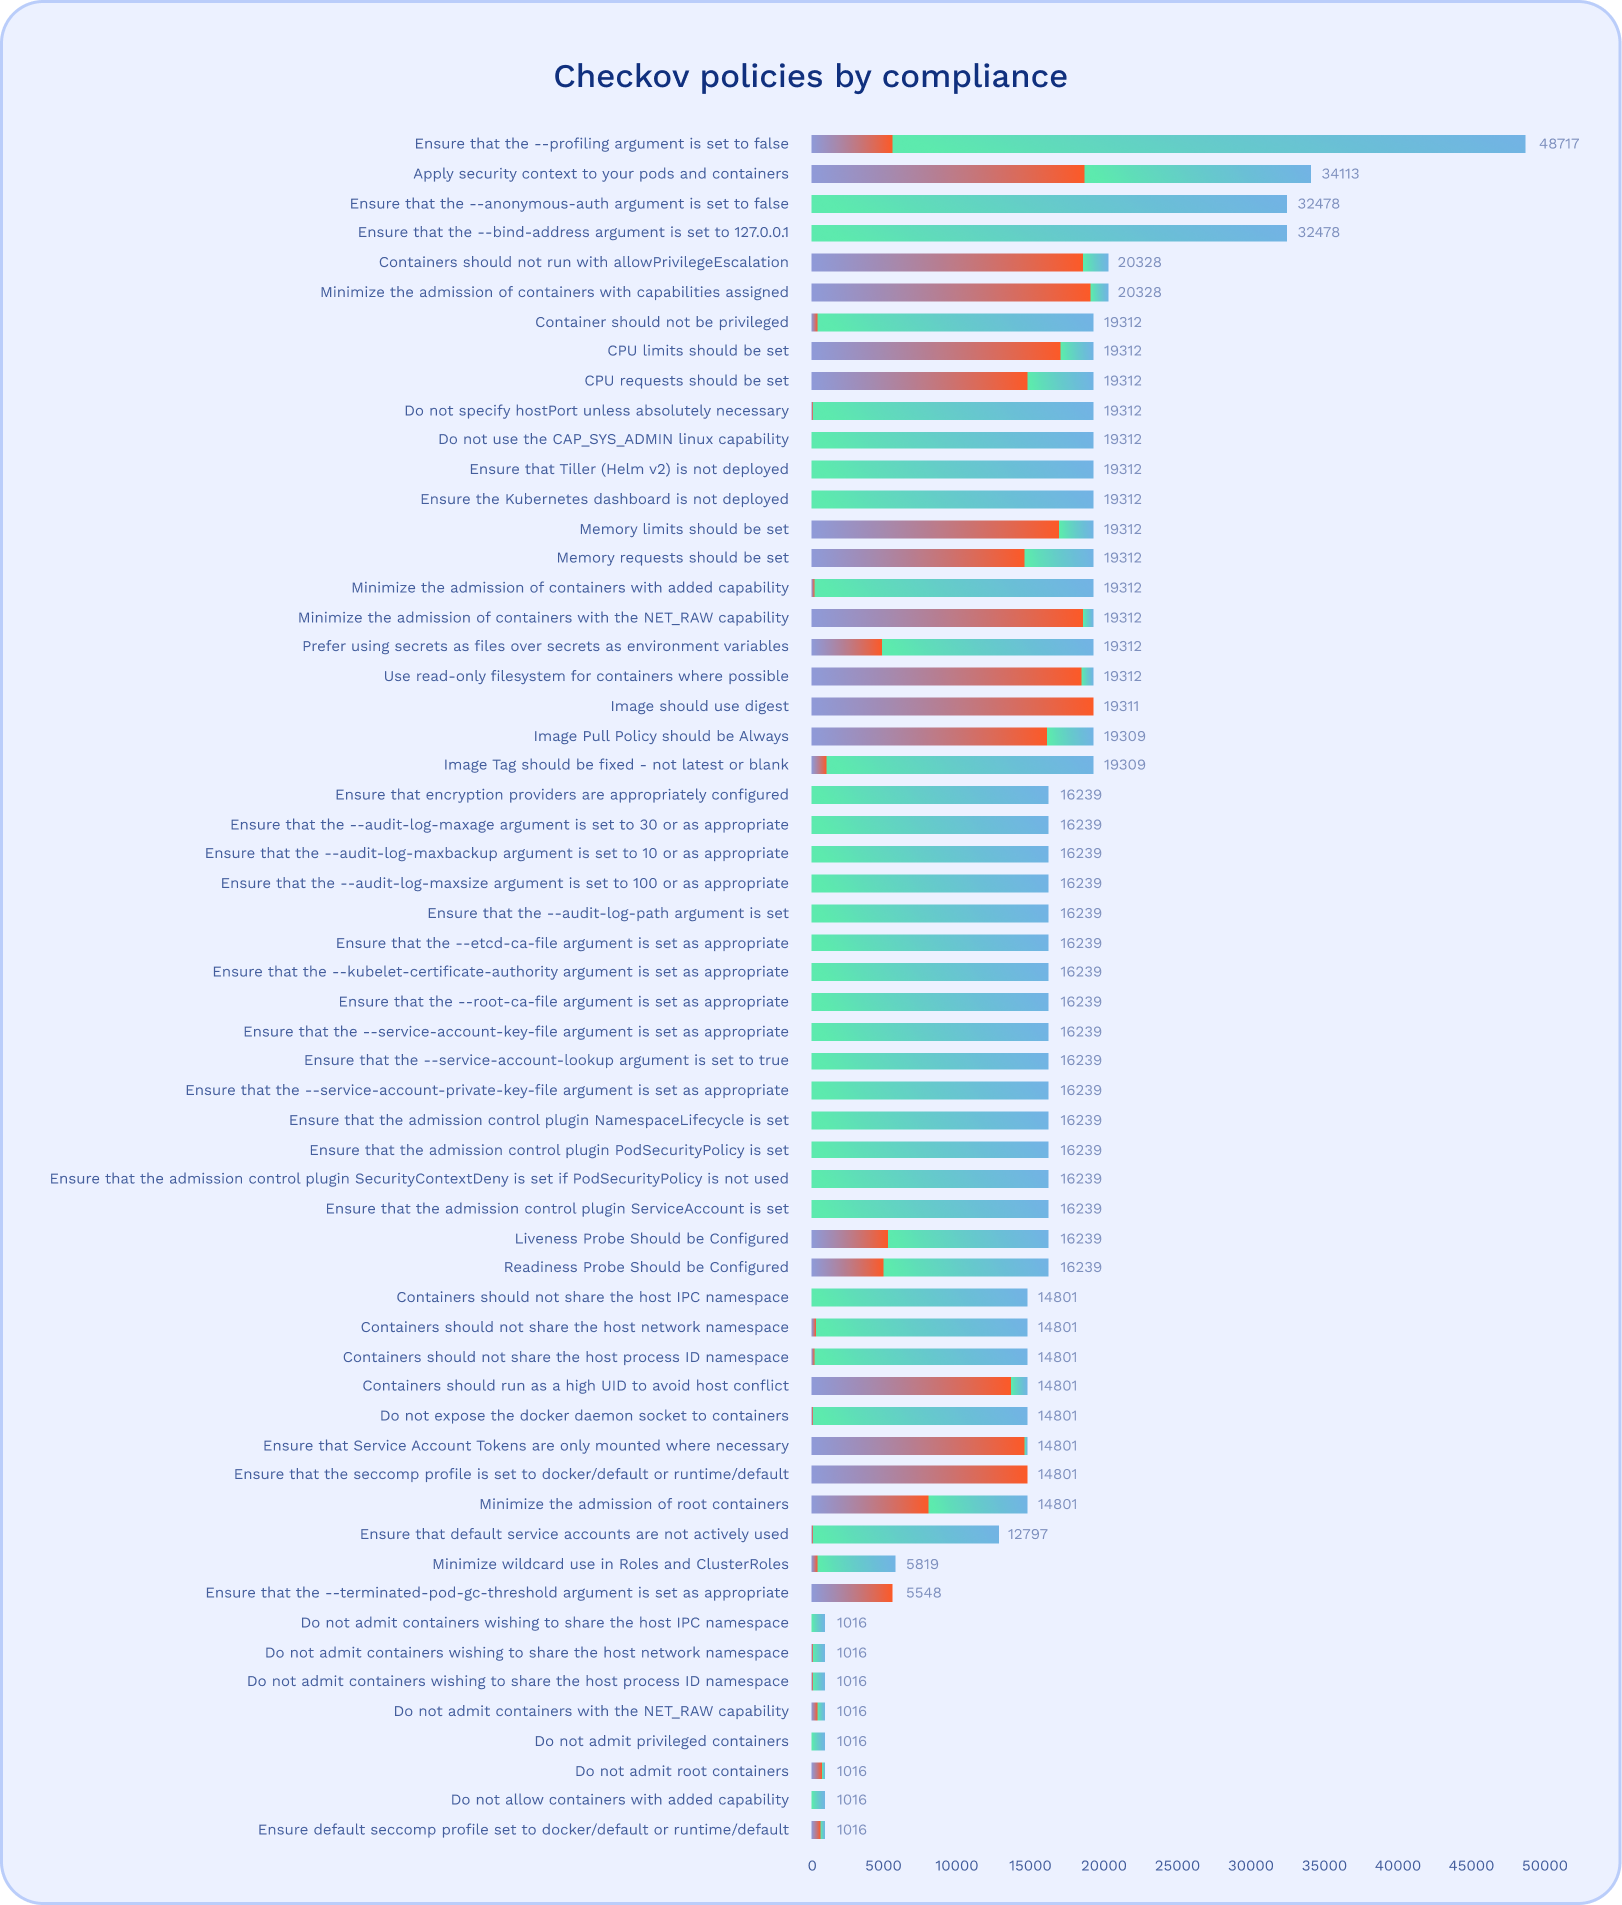 Checkov policies by compliance
Ensure that the --profiling argument is set to false 48717
Apply security context to your pods and containers 34113
Ensure that the --anonymous-auth argument is set to false 32478
Ensure that the --bind-address argument is set to 127.0.0.1 32478
Containers should not run with allowPrivilegeEscalation 20328
Minimize the admission of containers with capabilities assigned 20328
Container should not be privileged 19312
CPU limits should be set 19312
CPU requests should be set 19312
Do not specify hostPort unless absolutely necessary 19312
Do not use the CAP_SYS_ADMIN linux capability 19312
Ensure that Tiller (Helm v2) is not deployed 19312
Ensure the Kubernetes dashboard is not deployed 19312
Memory limits should be set 19312
Memory requests should be set 19312
Minimize the admission of containers with added capability 19312
Minimize the admission of containers with the NET_RAW capability 19312
Prefer using secrets as files over secrets as environment variables 19312
Use read-only filesystem for containers where possible 19312
Image should use digest 19311
Image Pull Policy should be Always 19309
Image Tag should be fixed - not latest or blank 19309
Ensure that encryption providers are appropriately configured 16239
Ensure that the --audit-log-maxage argument is set to 30 or as appropriate 16239
Ensure that the --audit-log-maxbackup argument is set to 10 or as appropriate 16239
Ensure that the --audit-log-maxsize argument is set to 100 or as appropriate 16239
Ensure that the --audit-log-path argument is set 16239
Ensure that the --etcd-ca-file argument is set as appropriate 16239
Ensure that the --kubelet-certificate-authority argument is set as appropriate 16239
Ensure that the --root-ca-file argument is set as appropriate 16239
Ensure that the --service-account-key-file argument is set as appropriate 16239
Ensure that the --service-account-lookup argument is set to true 16239
Ensure that the --service-account-private-key-file argument is set as appropriate 16239
Ensure that the admission control plugin NamespaceLifecycle is set 16239
Ensure that the admission control plugin PodSecurityPolicy is set 16239
Ensure that the admission control plugin SecurityContextDeny is set if PodSecurityPolicy is not used 16239
Ensure that the admission control plugin ServiceAccount is set 16239
Liveness Probe Should be Configured 16239
Readiness Probe Should be Configured 16239
Containers should not share the host IPC namespace 14801
Containers should not share the host network namespace 14801
Containers should not share the host process ID namespace 14801
Containers should run as a high UID to avoid host conflict 14801
Do not expose the docker daemon socket to containers 14801
Ensure that Service Account Tokens are only mounted where necessary 14801
Ensure that the seccomp profile is set to docker/default or runtime/default 14801
Minimize the admission of root containers 14801
Ensure that default service accounts are not actively used 12797
Minimize wildcard use in Roles and ClusterRoles 5819
Ensure that the --terminated-pod-gc-threshold argument is set as appropriate 5548
Do not admit containers wishing to share the host IPC namespace 1016
Do not admit containers wishing to share the host network namespace 1016
Do not admit containers wishing to share the host process ID namespace 1016
Do not admit containers with the NET_RAW capability 1016
Do not admit privileged containers 1016
Do not admit root containers 1016
Do not allow containers with added capability 1016
Ensure default seccomp profile set to docker/default or runtime/default 1016
0 5000 10000 15000 20000 25000 30000 35000 40000 45000 50000